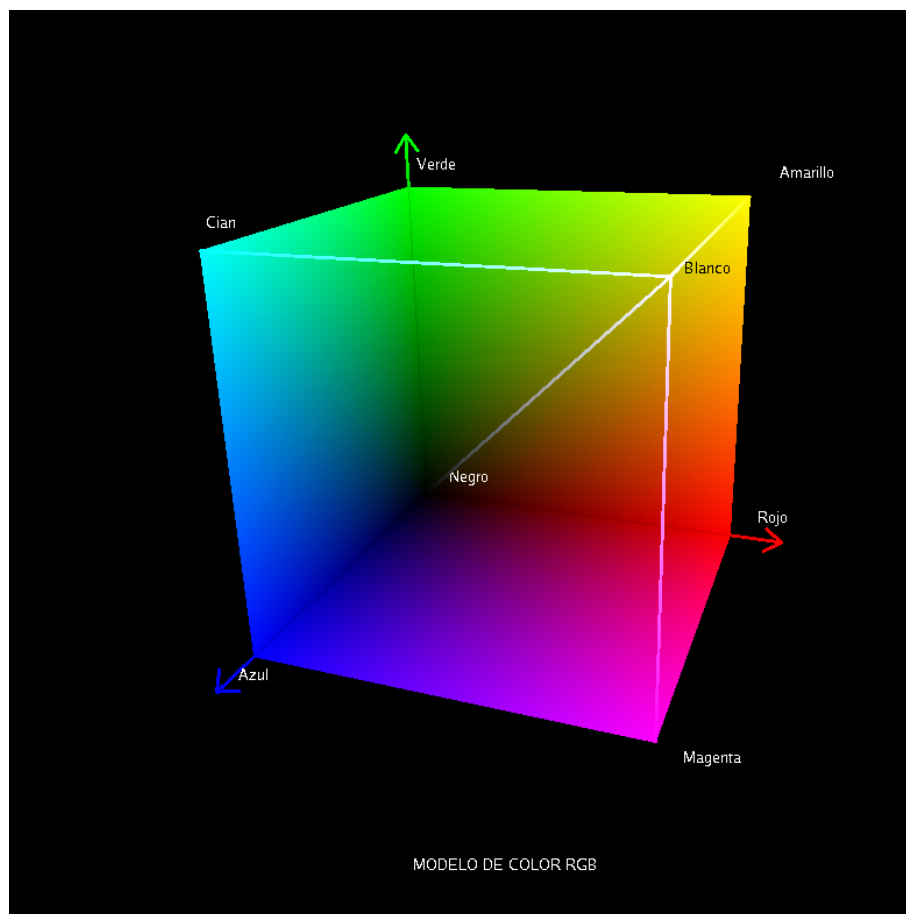 Verde
Amarillo
Cian
Blanco
Negro
Rojo
Azul
Magenta
MODELO DE COLOR RGB